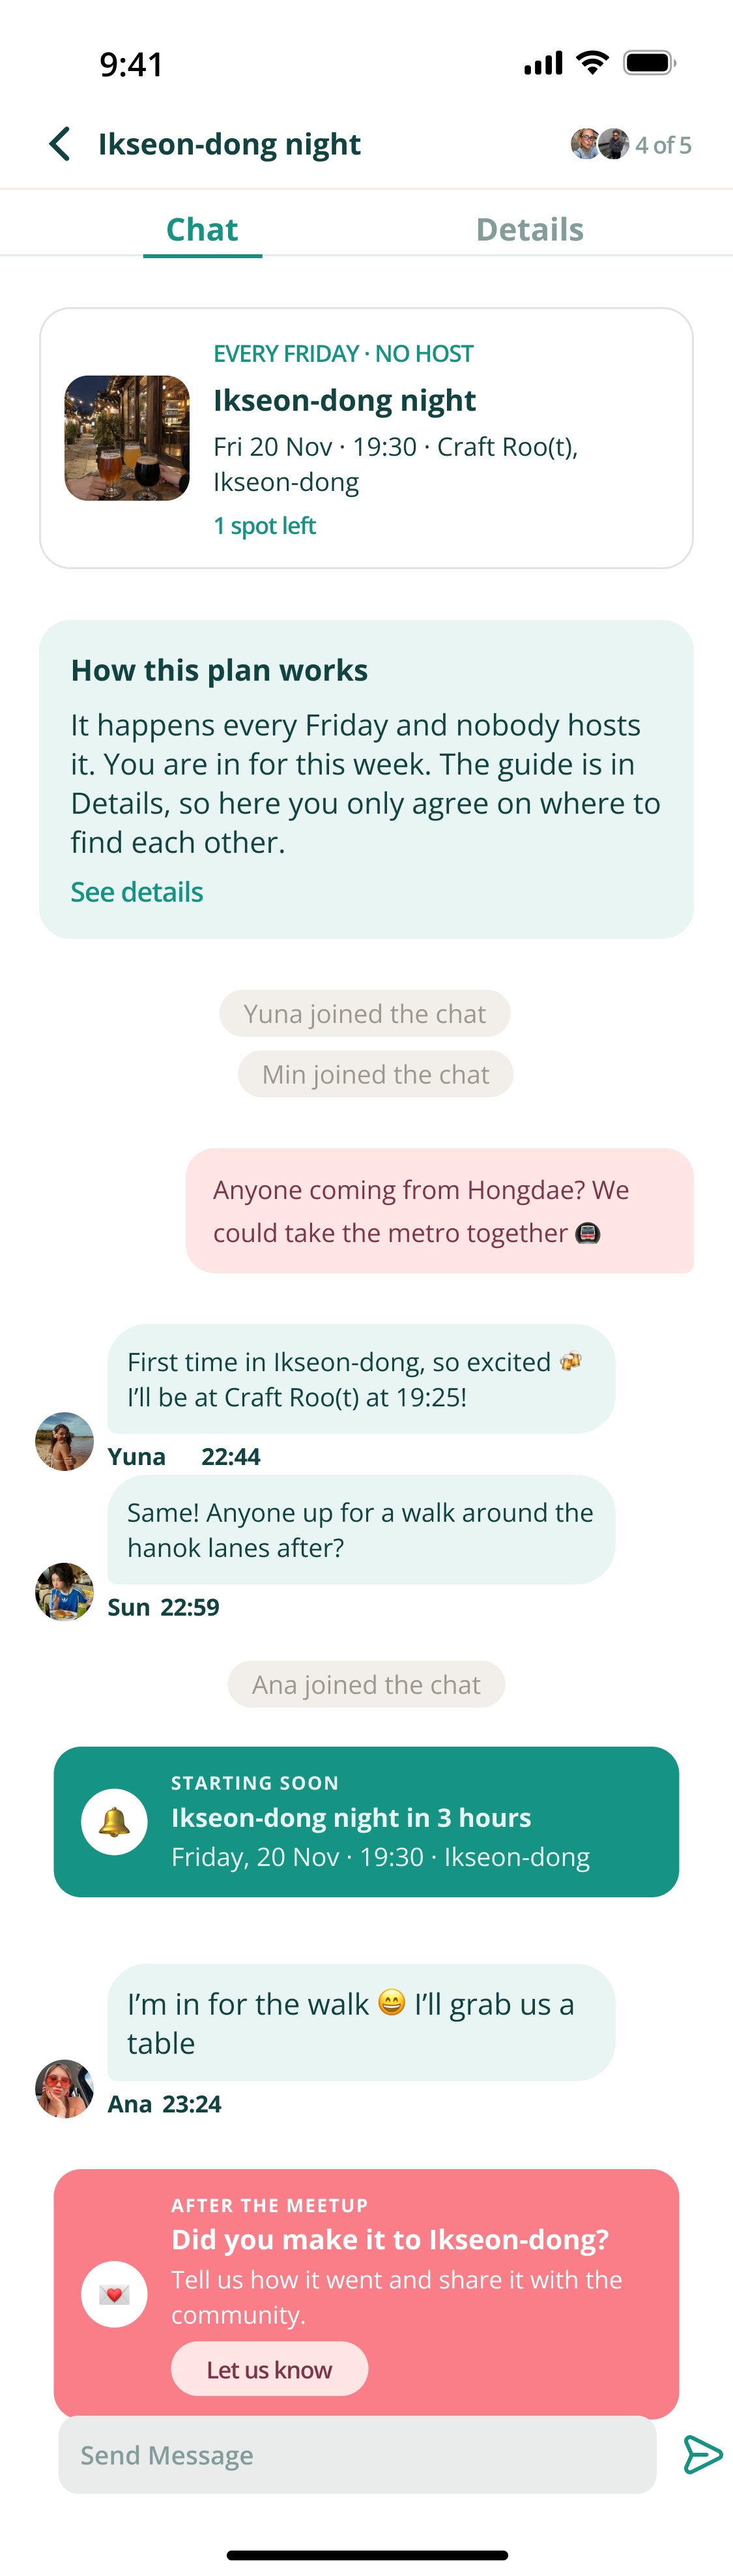 9:41
Ikseon-dong night
4 of 5
Chat
Details
EVERY FRIDAY · NO HOST
Ikseon-dong night
Fri 20 Nov · 19:30 · Craft Roo(t),
Ikseon-dong
1 spot left
How this plan works
It happens every Friday and nobody hosts
it. You are in for this week. The guide is in
Details, so here you only agree on where to
find each other.
See details
Yuna joined the chat
Min joined the chat
Anyone coming from Hongdae? We
could take the metro together 🚇
First time in Ikseon-dong, so excited 🍻
I'll be at Craft Roo(t) at 19:25!
Yuna 22:44
Same! Anyone up for a walk around the
hanok lanes after?
Sun 22:59
Ana joined the chat
STARTING SOON
Ikseon-dong night in 3 hours
Friday, 20 Nov · 19:30 · Ikseon-dong
I'm in for the walk 😄 I'll grab us a
table
Ana 23:24
AFTER THE MEETUP
Did you make it to Ikseon-dong?
Tell us how it went and share it with the
community.
Let us know
Send Message